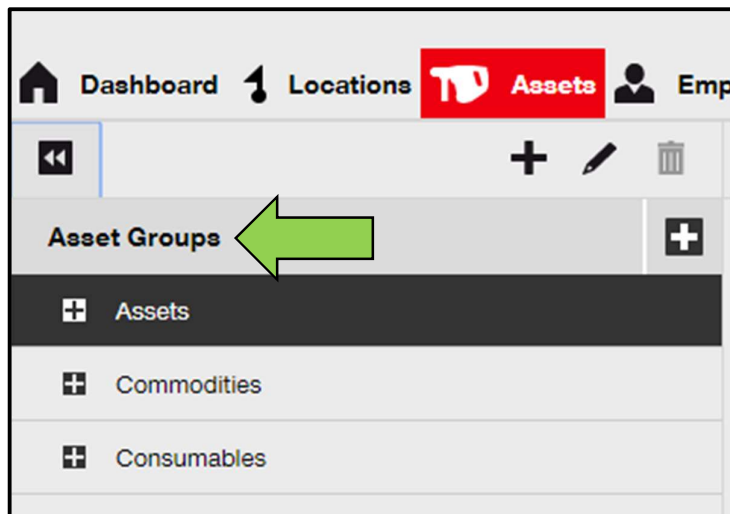 Dashboard Locations Assets Emp
Asset Groups
Assets
Commodities
Consumables